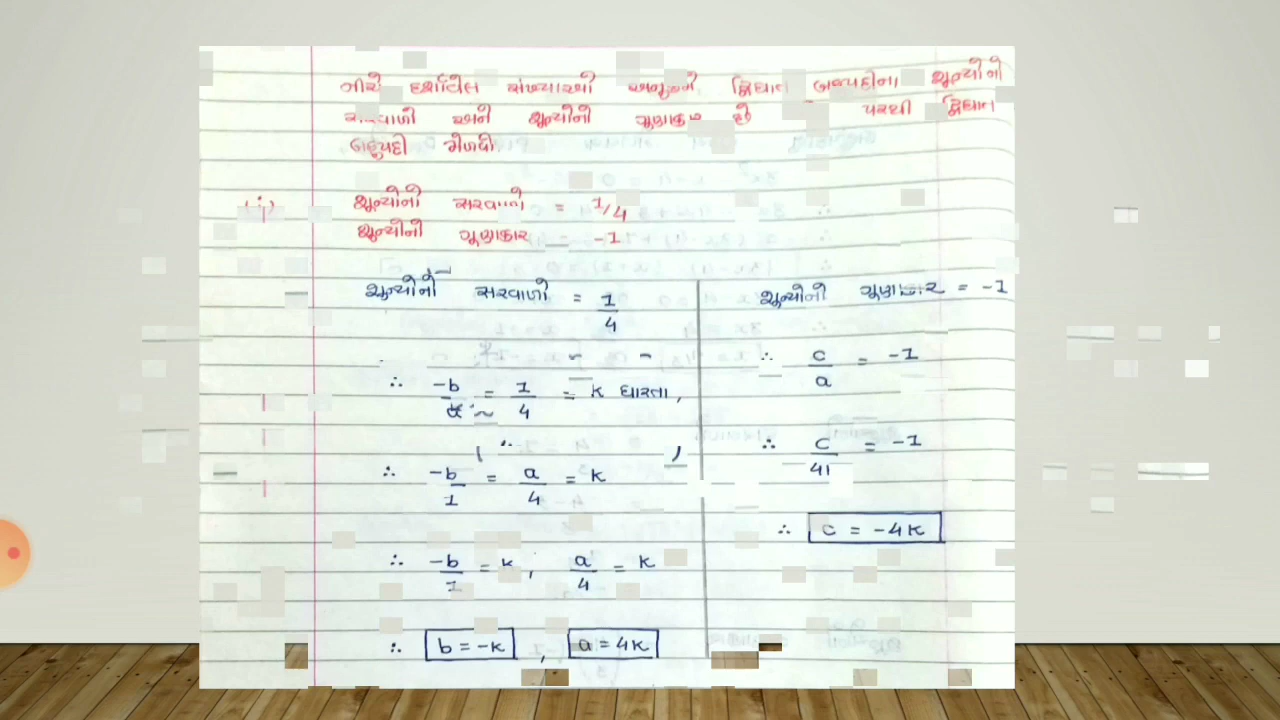 નીચે દર્શાવેલ સંખ્યાઓ અનુક્રમે દ્વિઘાત બહુપદીના શૂન્યોનો
સરવાળો અને શૂન્યોનો ગુણાકાર છે પરથી દ્વિઘાત
બહુપદી મેળવો.
(i) શૂન્યોનો સરવાળો = 1/4
શૂન્યોનો ગુણાકાર -1
શૂન્યોનો સરવાળો = 1/4
∴ -b/a = 1/4 = k ધારતા,
∴ -b/1 = a/4 = k
∴ -b/1 = k, a/4 = k
∴ b = -k, a = 4k
શૂન્યોનો ગુણાકાર = -1
∴ c/a = -1
∴ c/41 = -1
∴ c = -4k